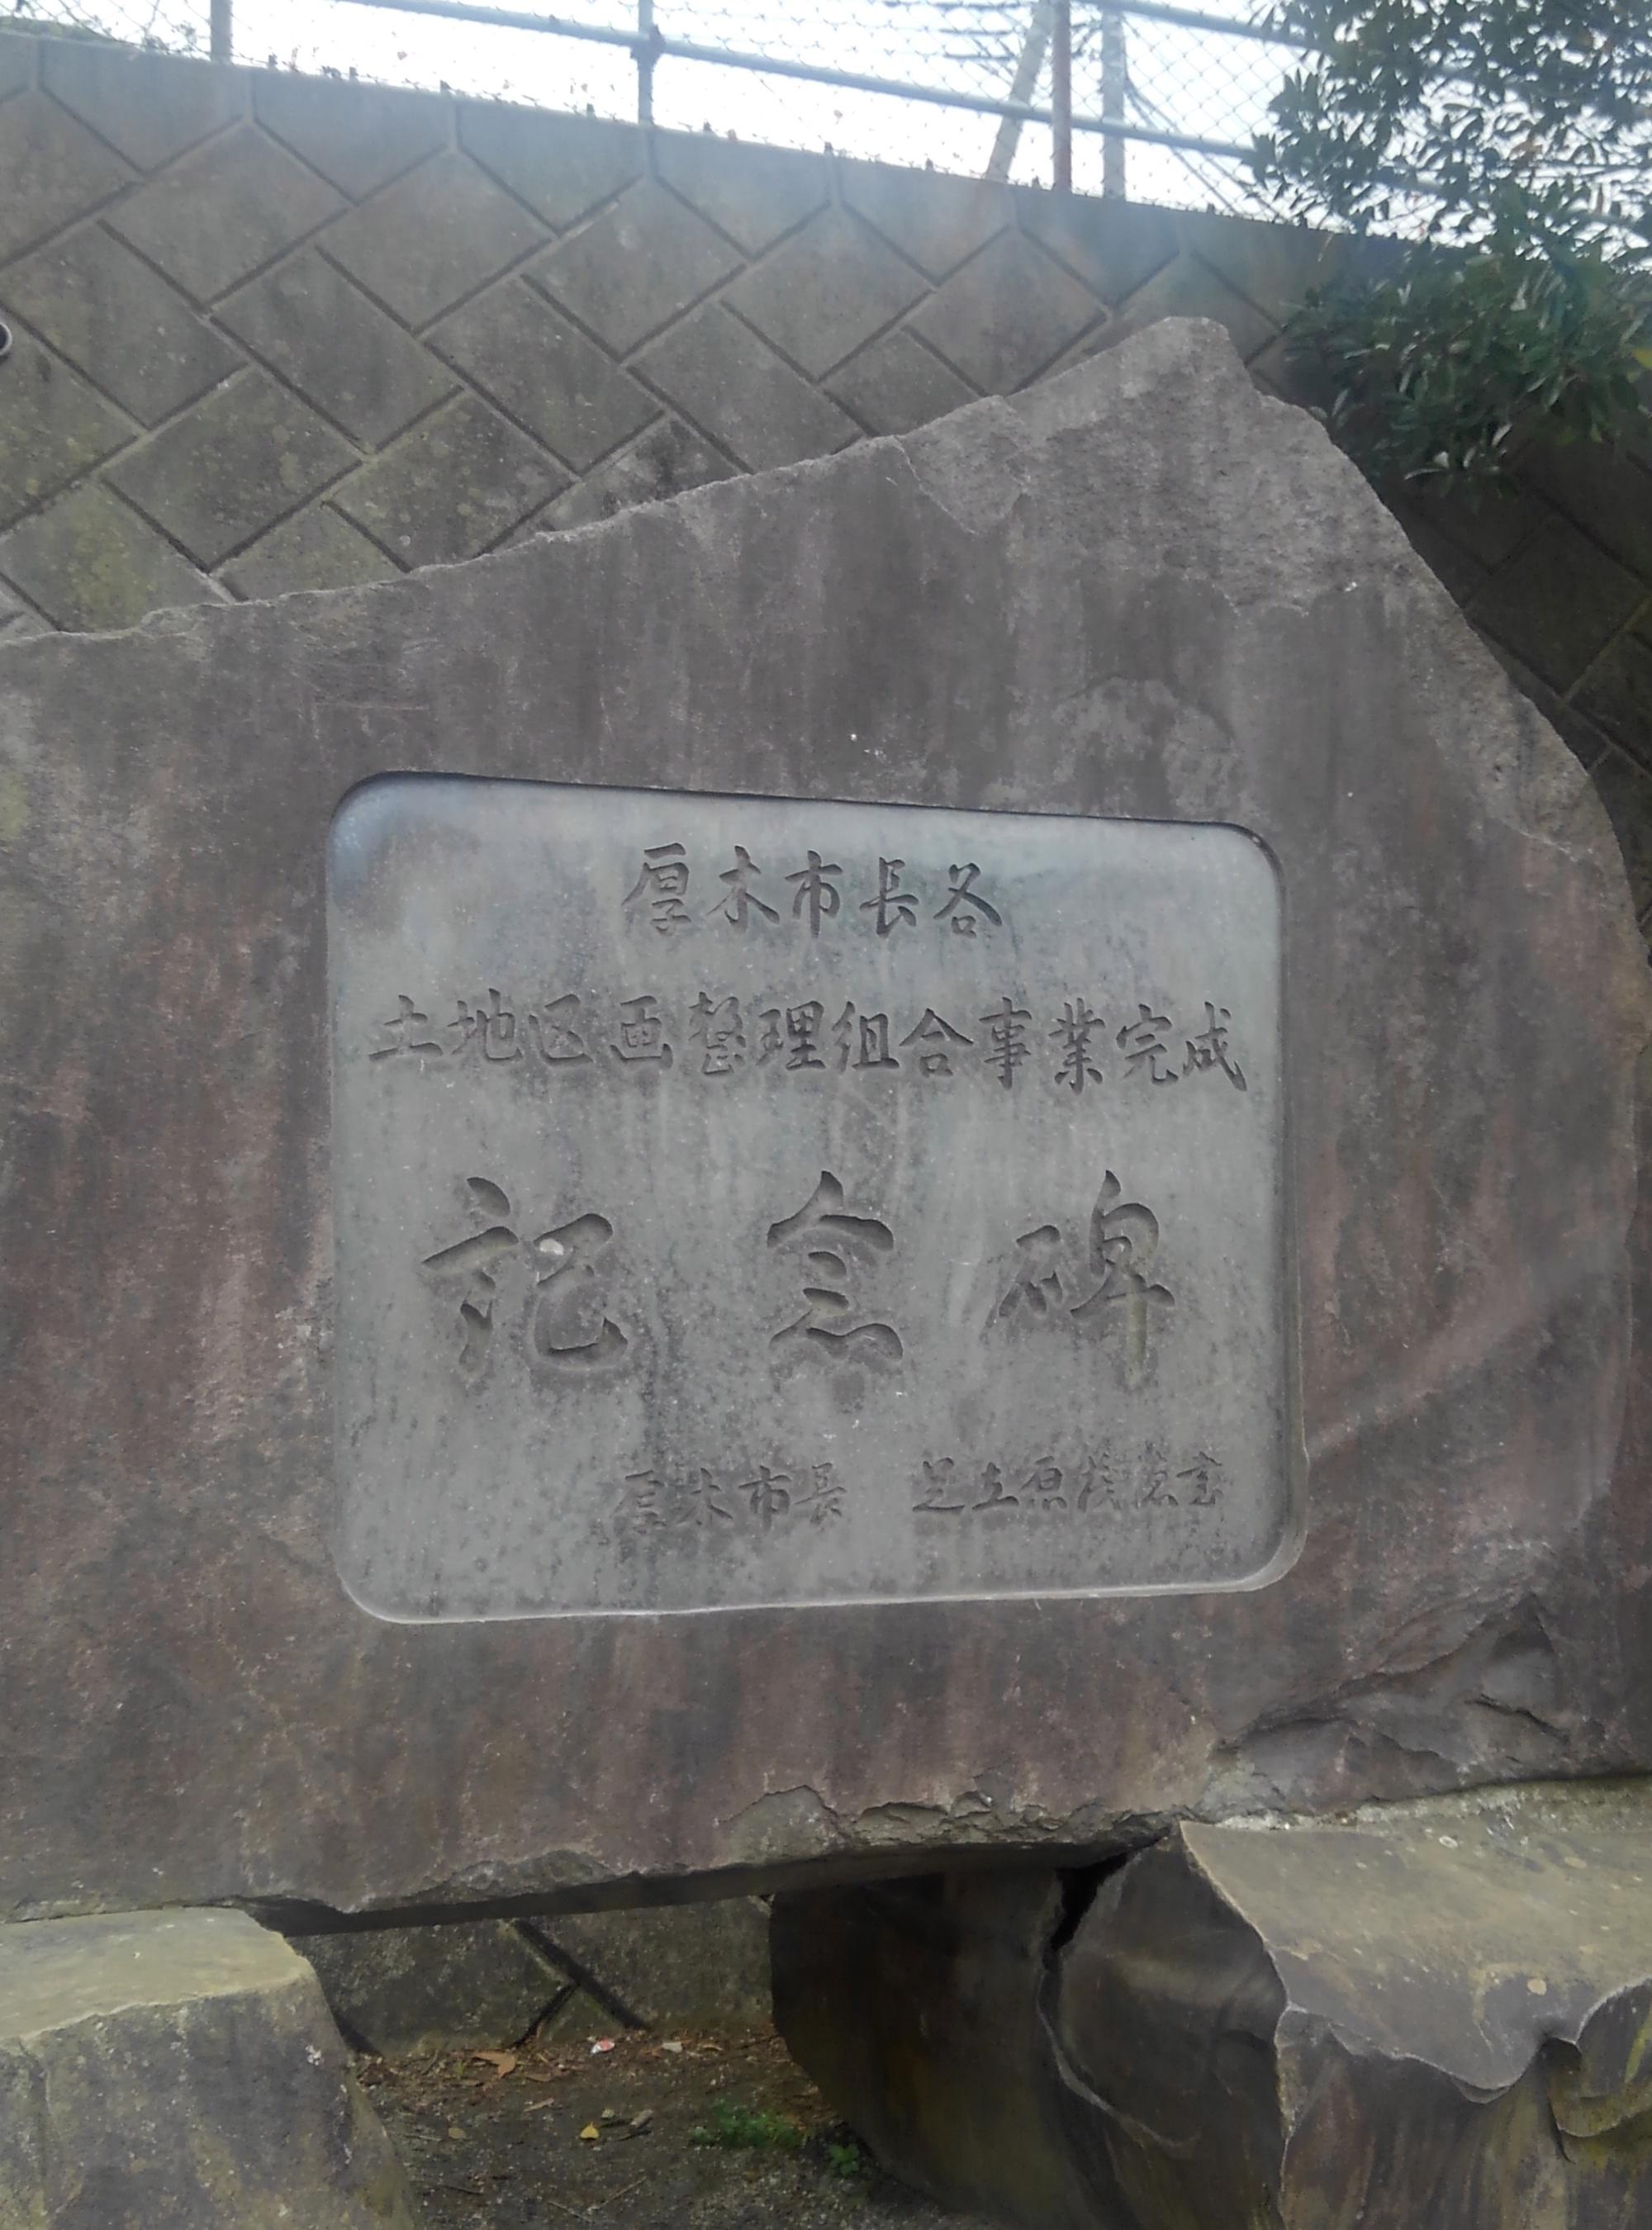 厚木市長谷
土地区画整理組合事業完成
記念碑
厚木市長 足立原茂徳書